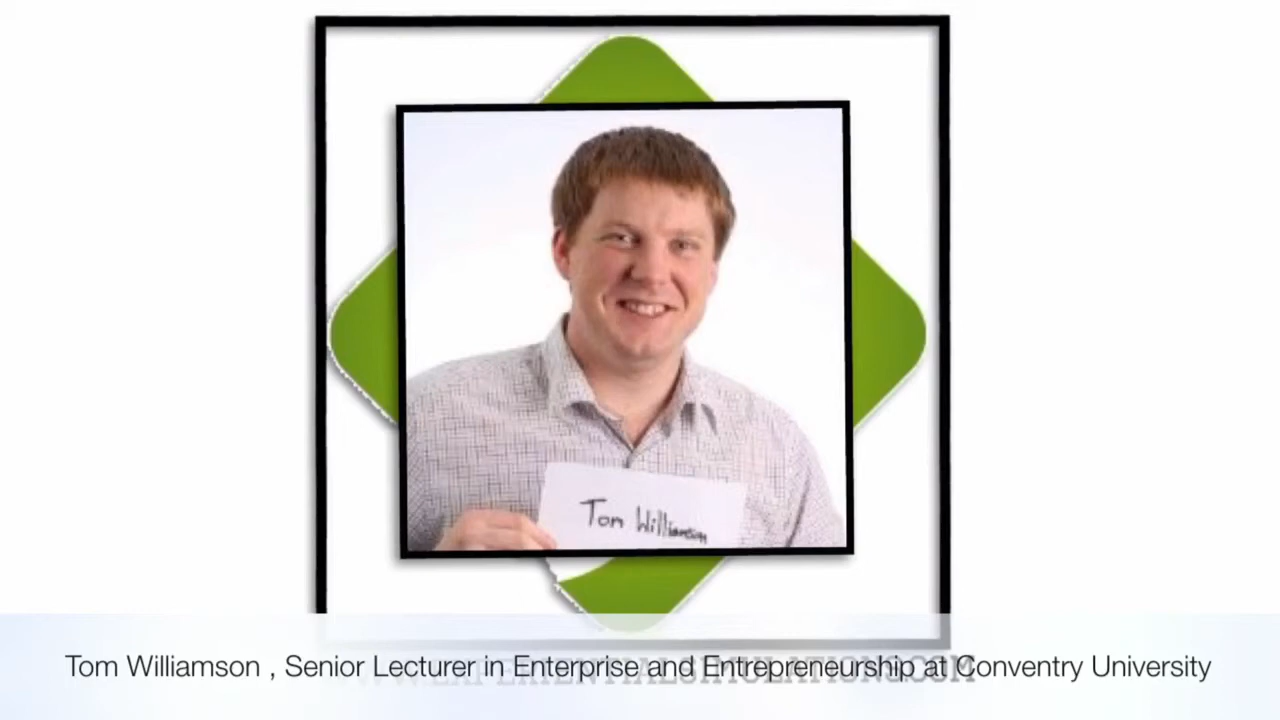 Tom Williamson
Tom Williamson , Senior Lecturer in Enterprise and Entrepreneurship at Conventry University